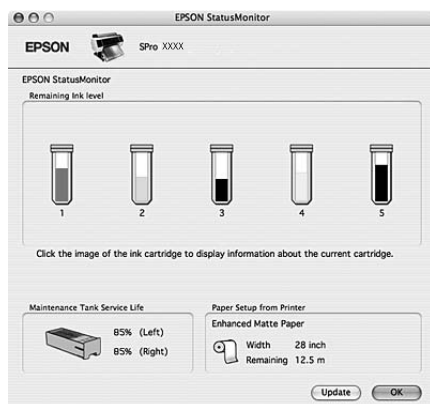 EPSON StatusMonitor
EPSON SPro XXXX
EPSON StatusMonitor
Remaining Ink level
1 2 3 4 5
Click the image of the ink cartridge to display information about the current cartridge.
Maintenance Tank Service Life
85% (Left)
85% (Right)
Paper Setup from Printer
Enhanced Matte Paper
Width 28 inch
Remaining 12.5 m
Update OK